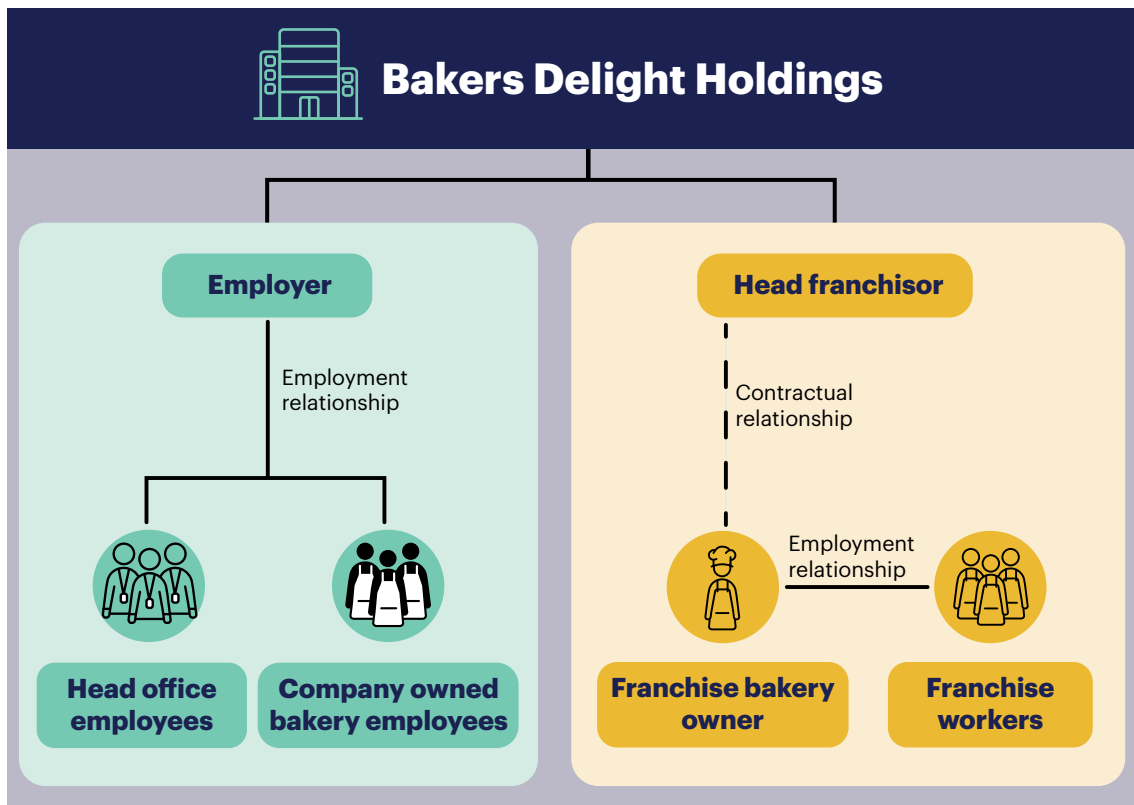 Bakers Delight Holdings
Employer
Employment
relationship
Head office
employees
Company owned
bakery employees
Head franchisor
Contractual
relationship
Employment
relationship
Franchise bakery
owner
Franchise
workers